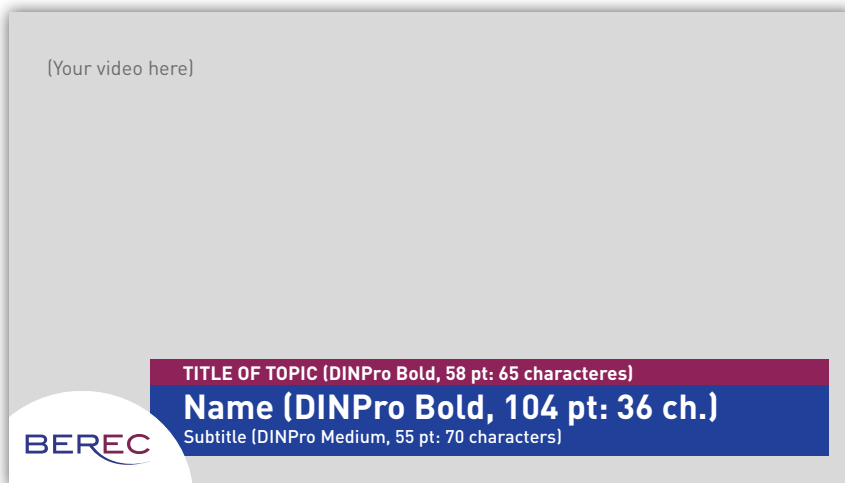 (Your video here)
TITLE OF TOPIC (DINPro Bold, 58 pt: 65 characteres)
Name (DINPro Bold, 104 pt: 36 ch.)
Subtitle (DINPro Medium, 55 pt: 70 characters)
BEREC